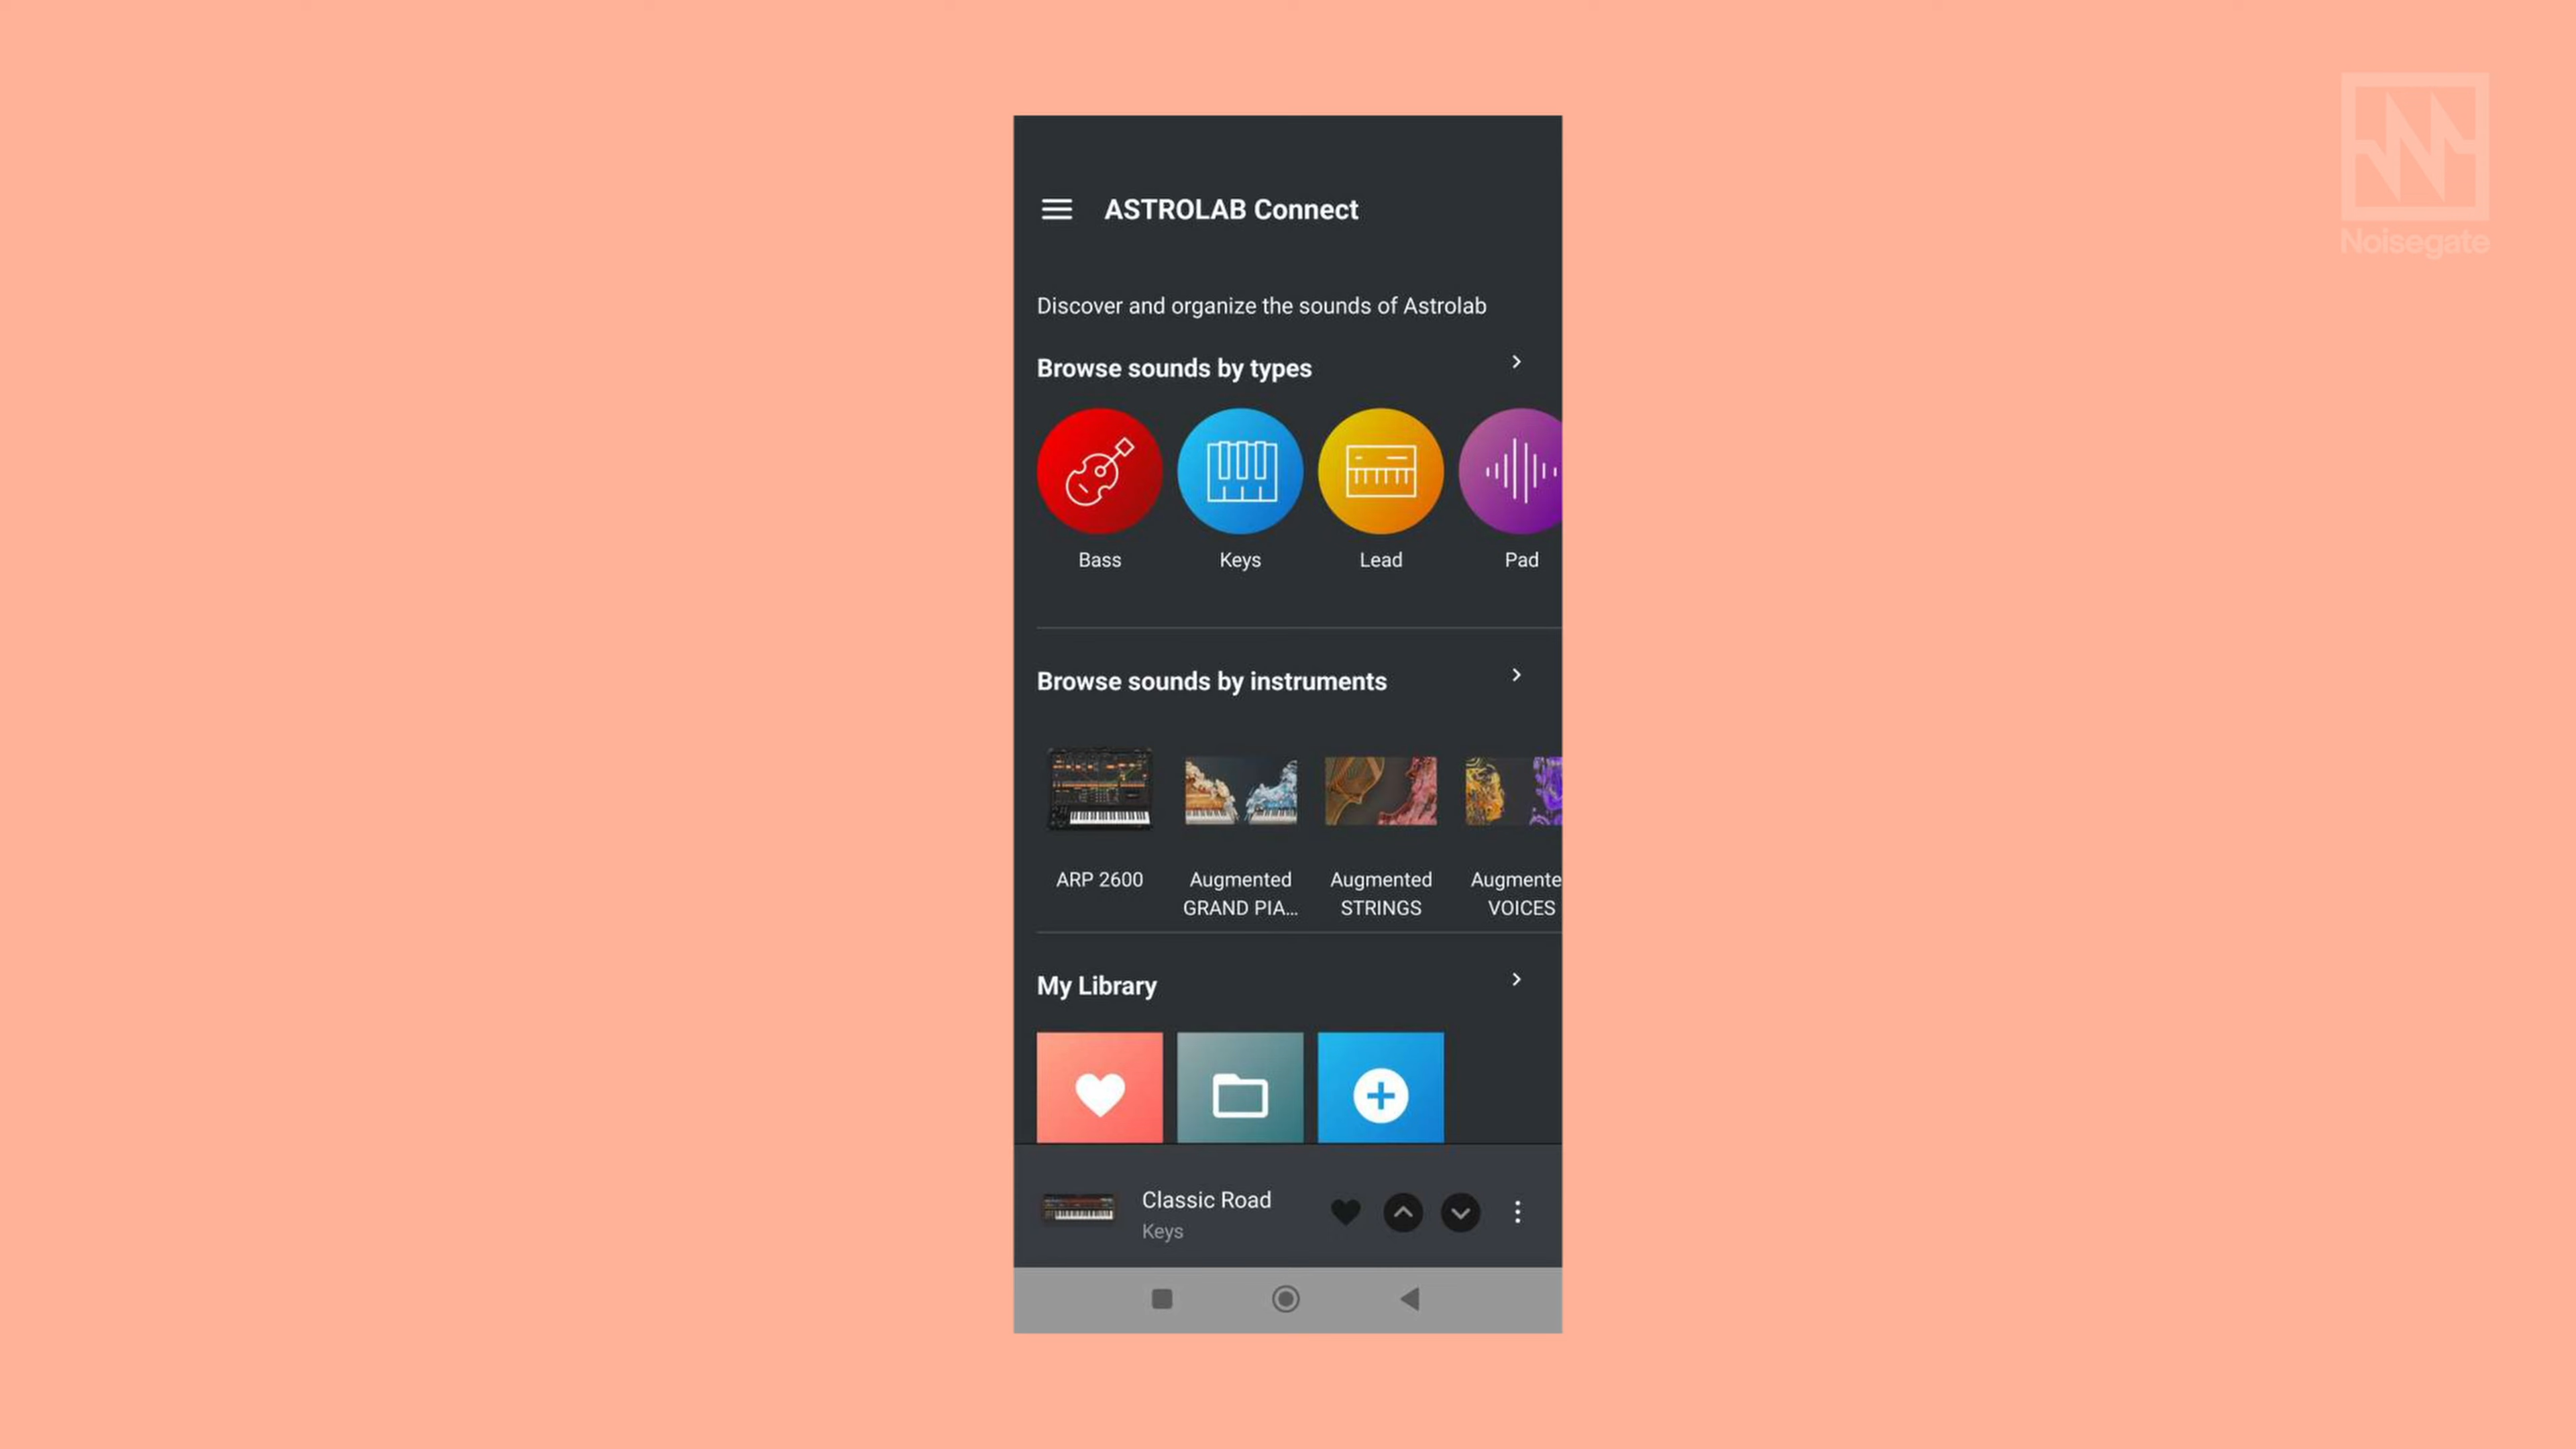 Noisegate
ASTROLAB Connect
Discover and organize the sounds of Astrolab
Browse sounds by types
Bass
Keys
Lead
Pad
Browse sounds by instruments
ARP 2600
Augmented
GRAND PIA...
Augmented
STRINGS
Augmente
VOICES
My Library
Classic Road
Keys